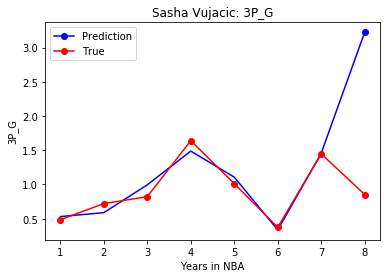 Sasha Vujacic: 3P_G
Prediction
True
3P_G
3.0
2.5
2.0
1.5
1.0
0.5
1 2 3 4 5 6 7 8
Years in NBA